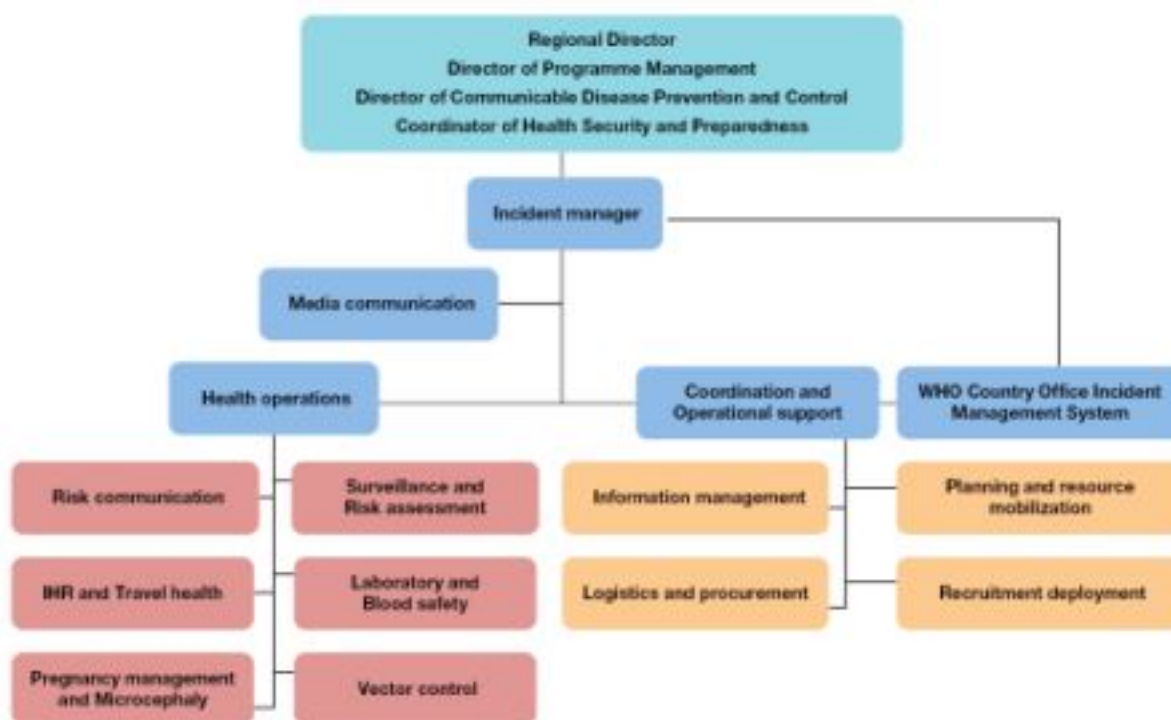 Regional Director
Director of Programme Management
Director of Communicable Disease Prevention and Control
Coordinator of Health Security and Preparedness
Incident manager
Media communication
Health operations
Coordination and
Operational support
WHO Country Office Incident
Management System
Risk communication
Surveillance and
Risk assessment
Information management
Planning and resource
mobilization
IHR and Travel health
Laboratory and
Blood safety
Logistics and procurement
Recruitment deployment
Pregnancy management
and Microcephaly
Vector control